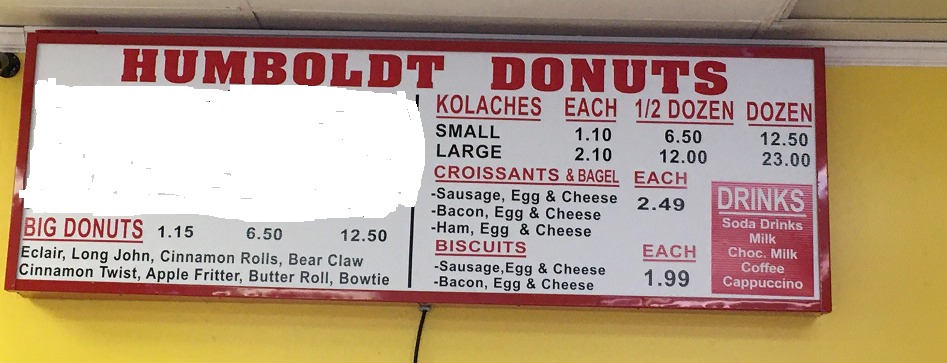 HUMBOLDT DONUTS
BIG DONUTS 1.15 6.50 12.50
Eclair, Long John, Cinnamon Rolls, Bear Claw
Cinnamon Twist, Apple Fritter, Butter Roll, Bowtie
KOLACHES EACH 1/2 DOZEN DOZEN
SMALL 1.10 6.50 12.50
LARGE 2.10 12.00 23.00
CROISSANTS & BAGEL EACH
-Sausage, Egg & Cheese 2.49
-Bacon, Egg & Cheese
-Ham, Egg & Cheese
BISCUITS EACH
-Sausage,Egg & Cheese 1.99
-Bacon, Egg & Cheese
DRINKS
Soda Drinks
Milk
Choc. Milk
Coffee
Cappuccino